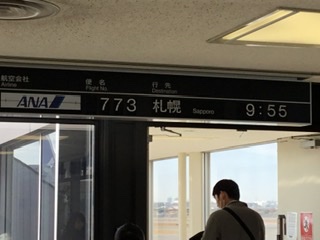 航空会社 便名 行先
Airline Flight No. Destination
ANA 773 札幌 Sapporo 9:55